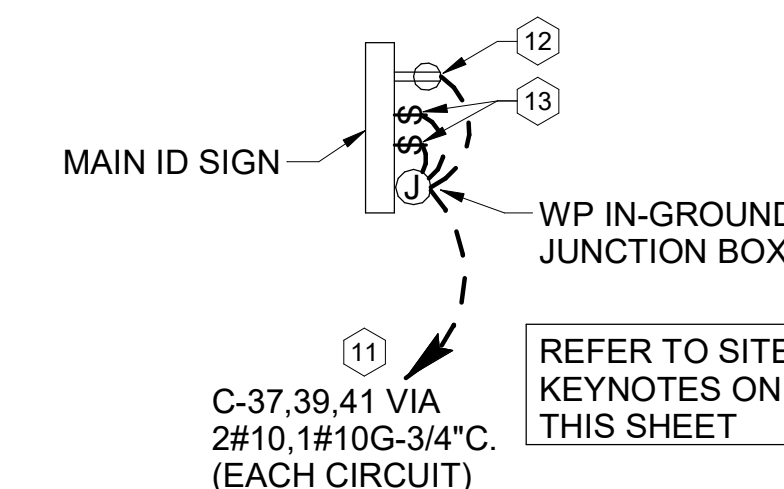 12
13
$
$
MAIN ID SIGN
J
WP IN-GROUND
JUNCTION BOX
11
C-37,39,41 VIA
2#10,1#10G-3/4"C.
(EACH CIRCUIT)
REFER TO SITE
KEYNOTES ON
THIS SHEET